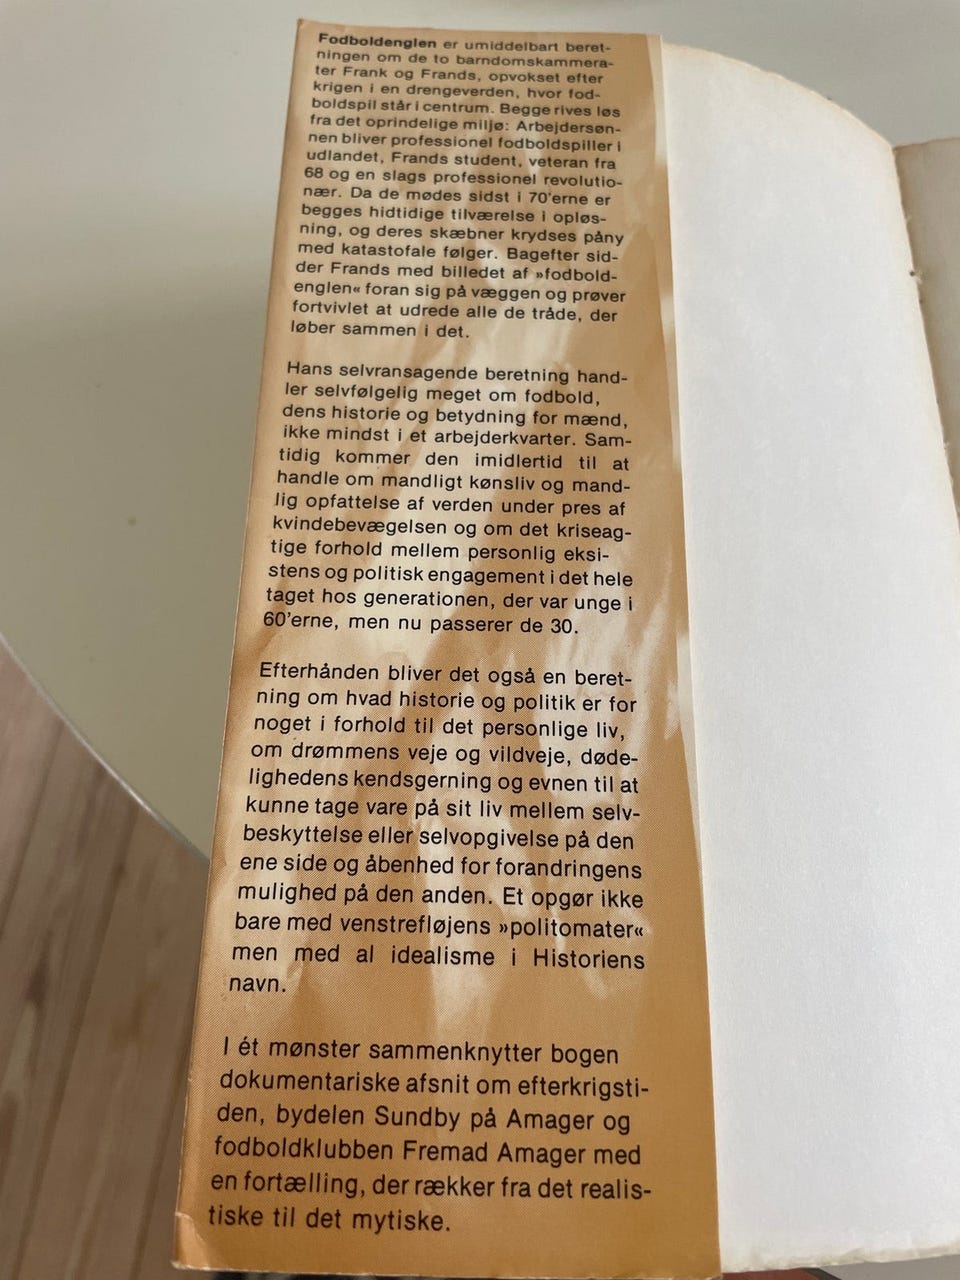 Fodboldenglen er umiddelbart beret-
ningen om de to barndomskammera-
ter Frank og Frands, opvokset efter
krigen i en drengeverden, hvor fod-
boldspil står i centrum. Begge rives løs
fra det oprindelige miljø: Arbejdersøn-
nen bliver professionel fodboldspiller i
udlandet, Frands student, veteran fra
68 og en slags professionel revolutio-
nær. Da de mødes sidst i 70'erne er
begges hidtidige tilværelse i opløs-
ning, og deres skæbner krydses påny
med katastofale følger. Bagefter sid-
der Frands med billedet af »fodbold-
englen« foran sig på væggen og prøver
fortvivlet at udrede alle de tråde, der
løber sammen i det.
Hans selvransagende beretning hand-
ler selvfølgelig meget om fodbold,
dens historie og betydning for mænd,
ikke mindst i et arbejderkvarter. Sam-
tidig kommer den imidlertid til at
handle om mandligt kønsliv og mand-
lig opfattelse af verden under pres af
kvindebevægelsen og om det kriseag-
tige forhold mellem personlig eksi-
stens og politisk engagement i det hele
taget hos generationen, der var unge i
60'erne, men nu passerer de 30.
Efterhånden bliver det også en beret-
ning om hvad historie og politik er for
noget i forhold til det personlige liv,
om drømmens veje og vildveje, døde-
lighedens kendsgerning og evnen til at
kunne tage vare på sit liv mellem selv-
beskyttelse eller selvopgivelse på den
ene side og åbenhed for forandringens
mulighed på den anden. Et opgør ikke
bare med venstrefløjens »politomater«
men med al idealisme i Historiens
navn.
I ét mønster sammenknytter bogen
dokumentariske afsnit om efterkrigsti-
den, bydelen Sundby på Amager og
fodboldklubben Fremad Amager med
en fortælling, der rækker fra det realis-
tiske til det mytiske.